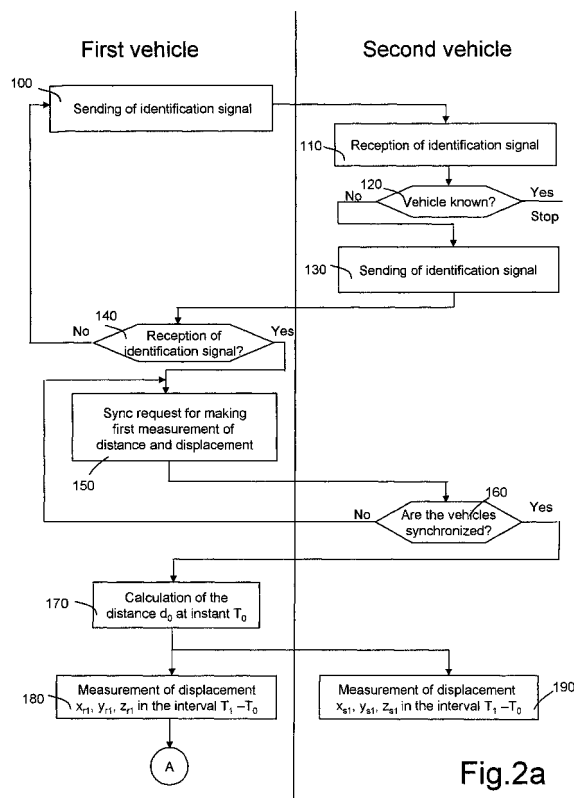 First vehicle
Second vehicle
100
Sending of identification signal
110
Reception of identification signal
120
No
Vehicle known?
Yes
Stop
130
Sending of identification signal
140
No
Reception of
identification signal?
Yes
Sync request for making
first measurement of
distance and displacement
150
160
No
Are the vehicles
synchronized?
Yes
170
Calculation of the
distance d₀ at instant T₀
180
Measurement of displacement
xᵣ₁, yᵣ₁, zᵣ₁ in the interval T₁ –T₀
190
Measurement of displacement
xₛ₁, yₛ₁, zₛ₁ in the interval T₁ –T₀
A
Fig.2a